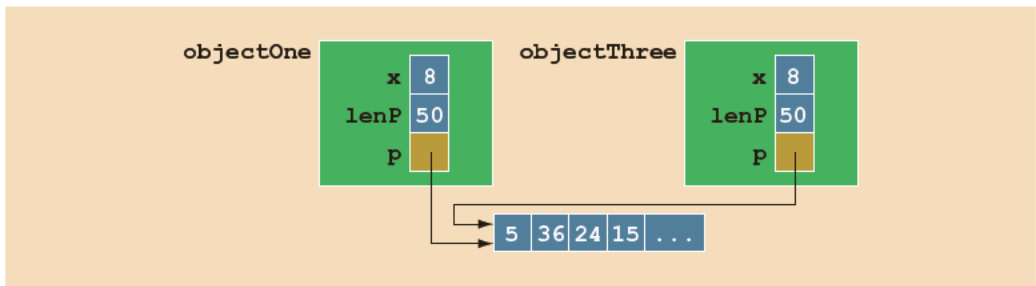 objectOne
x 8
lenP 50
p
objectThree
x 8
lenP 50
p
5 36 24 15 ...